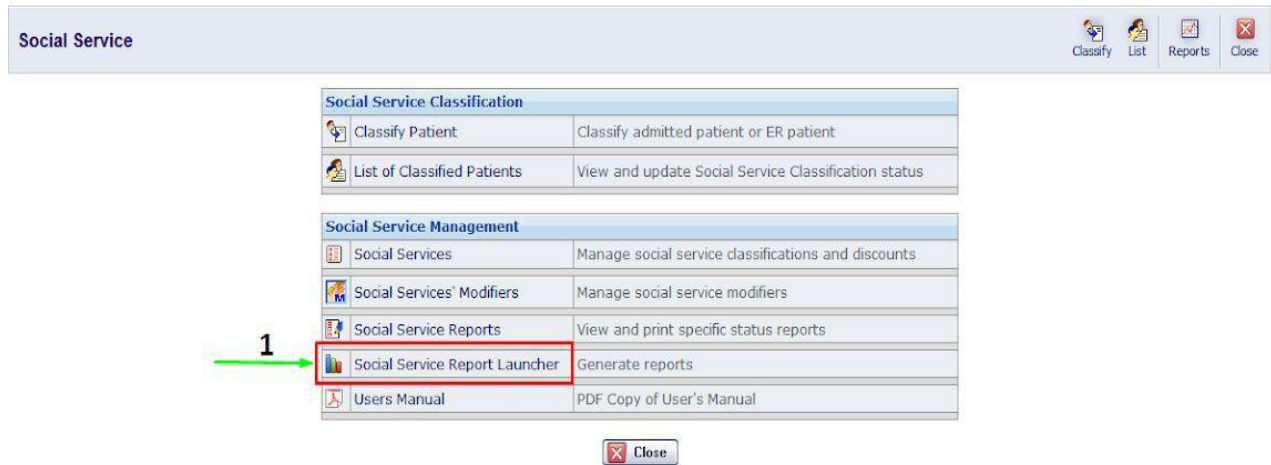 Social Service
Classify List Reports Close
Social Service Classification
Classify Patient Classify admitted patient or ER patient
List of Classified Patients View and update Social Service Classification status
Social Service Management
Social Services Manage social service classifications and discounts
M Social Services' Modifiers Manage social service modifiers
Social Service Reports View and print specific status reports
1 Social Service Report Launcher Generate reports
Users Manual PDF Copy of User's Manual
Close